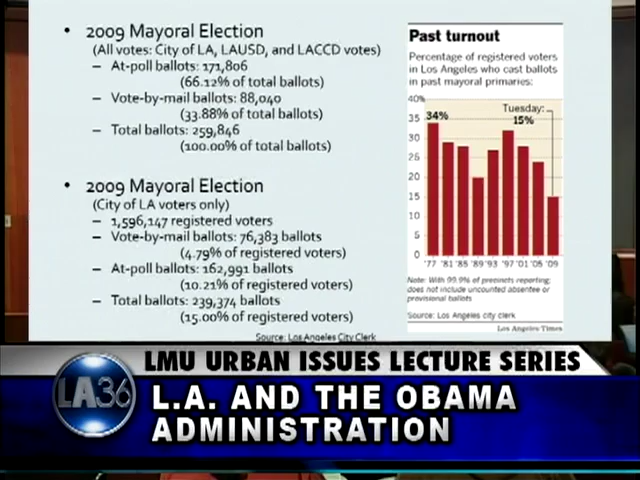 2009 Mayoral Election
(All votes: City of LA, LAUSD, and LACCD votes)
– At-poll ballots: 171,806
(66.12% of total ballots)
– Vote-by-mail ballots: 88,040
(33.88% of total ballots)
– Total ballots: 259,846
(100.00% of total ballots)
2009 Mayoral Election
(City of LA voters only)
– 1,596,147 registered voters
– Vote-by-mail ballots: 76,383 ballots
(4.79% of registered voters)
– At-poll ballots: 162,991 ballots
(10.21% of registered voters)
– Total ballots: 239,374 ballots
(15.00% of registered voters)
Source: Los Angeles City Clerk
Past turnout
Percentage of registered voters
in Los Angeles who cast ballots
in past mayoral primaries:
40%
35
30
25
20
15
10
5
0
34%
Tuesday:
15%
'77 '81 '85 '89 '93 '97 '01 '05 '09
Note: With 99.9% of precincts reporting;
does not include uncounted absentee or
provisional ballots
Source: Los Angeles city clerk
Los Angeles Times
LA36
LMU URBAN ISSUES LECTURE SERIES
L.A. AND THE OBAMA
ADMINISTRATION